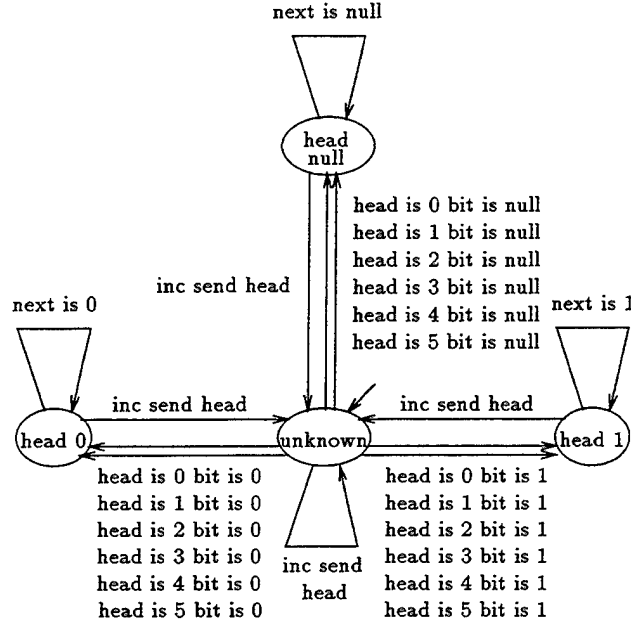 next is null
head
null
head is 0 bit is null
head is 1 bit is null
head is 2 bit is null
head is 3 bit is null
head is 4 bit is null
head is 5 bit is null
inc send head
next is 0
next is 1
inc send head
inc send head
head 0
unknown
head 1
head is 0 bit is 0
head is 1 bit is 0
head is 2 bit is 0
head is 3 bit is 0
head is 4 bit is 0
head is 5 bit is 0
inc send
head
head is 0 bit is 1
head is 1 bit is 1
head is 2 bit is 1
head is 3 bit is 1
head is 4 bit is 1
head is 5 bit is 1